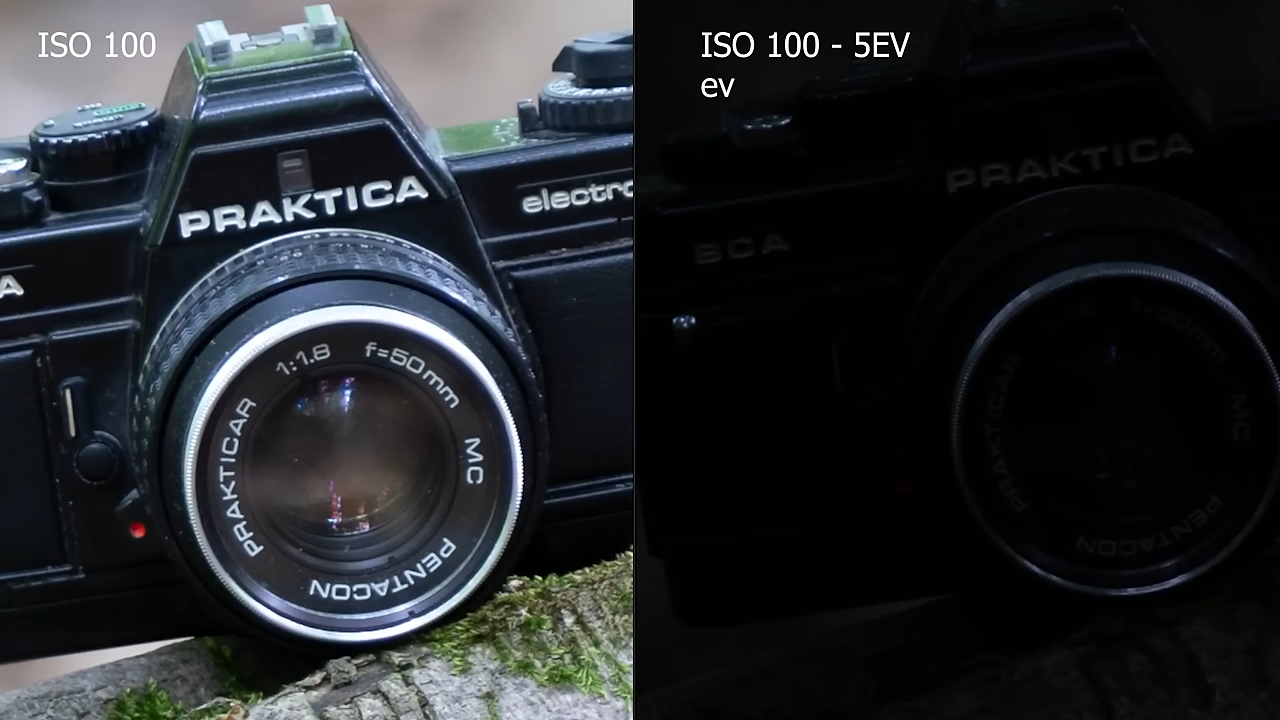 ISO 100
PRAKTICA
electro
A
1:1.8 f=50mm MC
PRAKTICAR
PENTACON
ISO 100 - 5EV
ev
PRAKTICA
BCA
f=50mm MC
PRAKTICAR
PENTACON